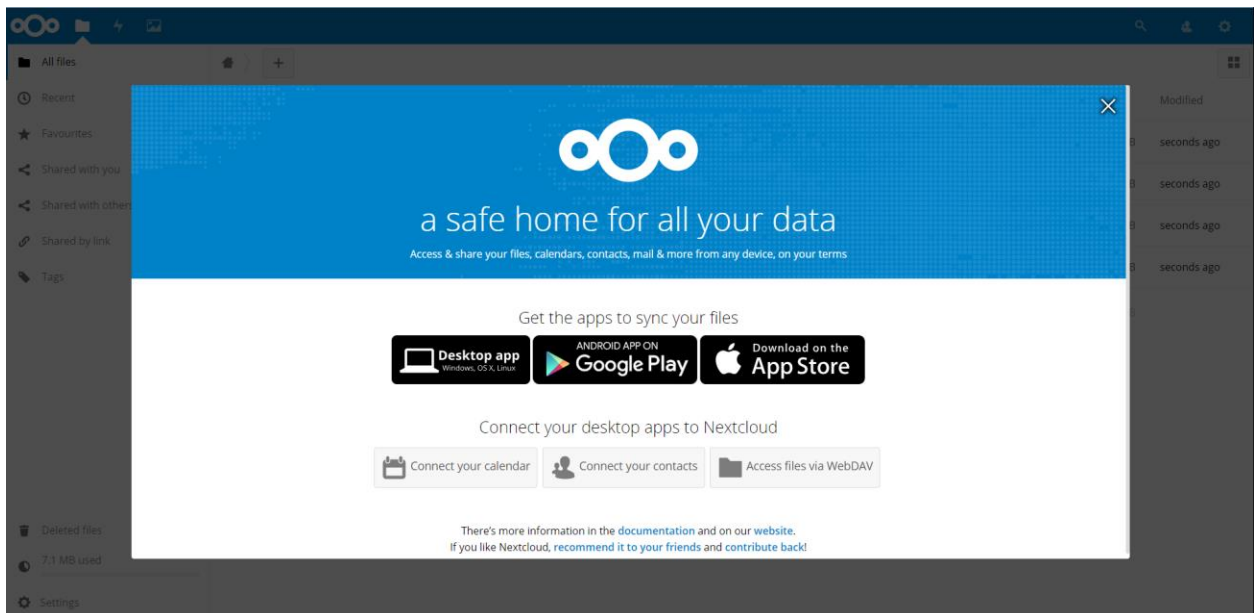 All files
+
Recent
Modified
Favourites
seconds ago
Shared with you
seconds ago
Shared with others
seconds ago
Shared by link
seconds ago
Tags
a safe home for all your data
Access & share your files, calendars, contacts, mail & more from any device, on your terms
Get the apps to sync your files
Desktop app
Windows, OS X, Linux
ANDROID APP ON
Google Play
Download on the
App Store
Connect your desktop apps to Nextcloud
Connect your calendar
Connect your contacts
Access files via WebDAV
There's more information in the documentation and on our website.
If you like Nextcloud, recommend it to your friends and contribute back!
Deleted files
7.1 MB used
Settings